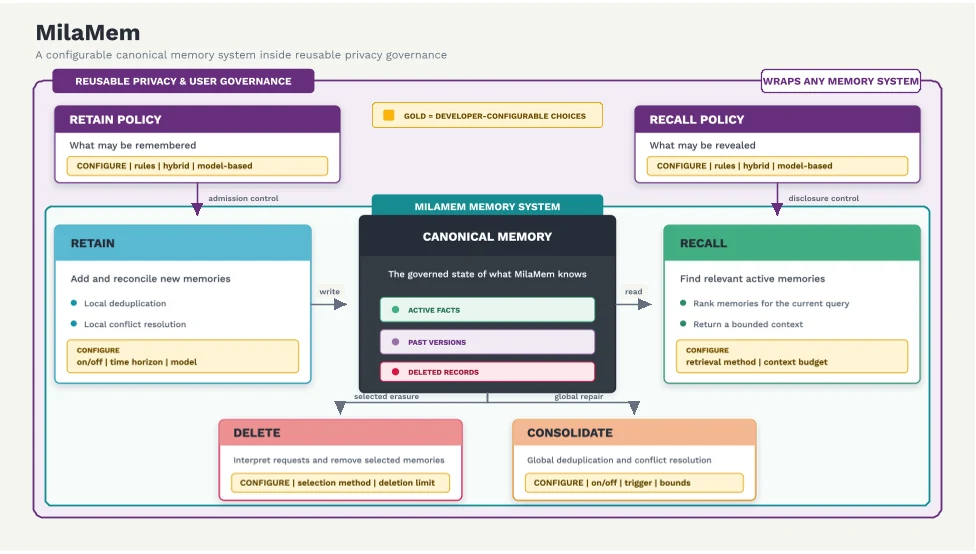 MilaMem
A configurable canonical memory system inside reusable privacy governance
REUSABLE PRIVACY & USER GOVERNANCE
WRAPS ANY MEMORY SYSTEM
RETAIN POLICY
What may be remembered
CONFIGURE | rules | hybrid | model-based
GOLD = DEVELOPER-CONFIGURABLE CHOICES
RECALL POLICY
What may be revealed
CONFIGURE | rules | hybrid | model-based
admission control
disclosure control
MILAMEM MEMORY SYSTEM
RETAIN
Add and reconcile new memories
Local deduplication
Local conflict resolution
CONFIGURE
on/off | time horizon | model
write
CANONICAL MEMORY
The governed state of what MilaMem knows
ACTIVE FACTS
PAST VERSIONS
DELETED RECORDS
read
RECALL
Find relevant active memories
Rank memories for the current query
Return a bounded context
CONFIGURE
retrieval method | context budget
selected erasure
global repair
DELETE
Interpret requests and remove selected memories
CONFIGURE | selection method | deletion limit
CONSOLIDATE
Global deduplication and conflict resolution
CONFIGURE | on/off | trigger | bounds